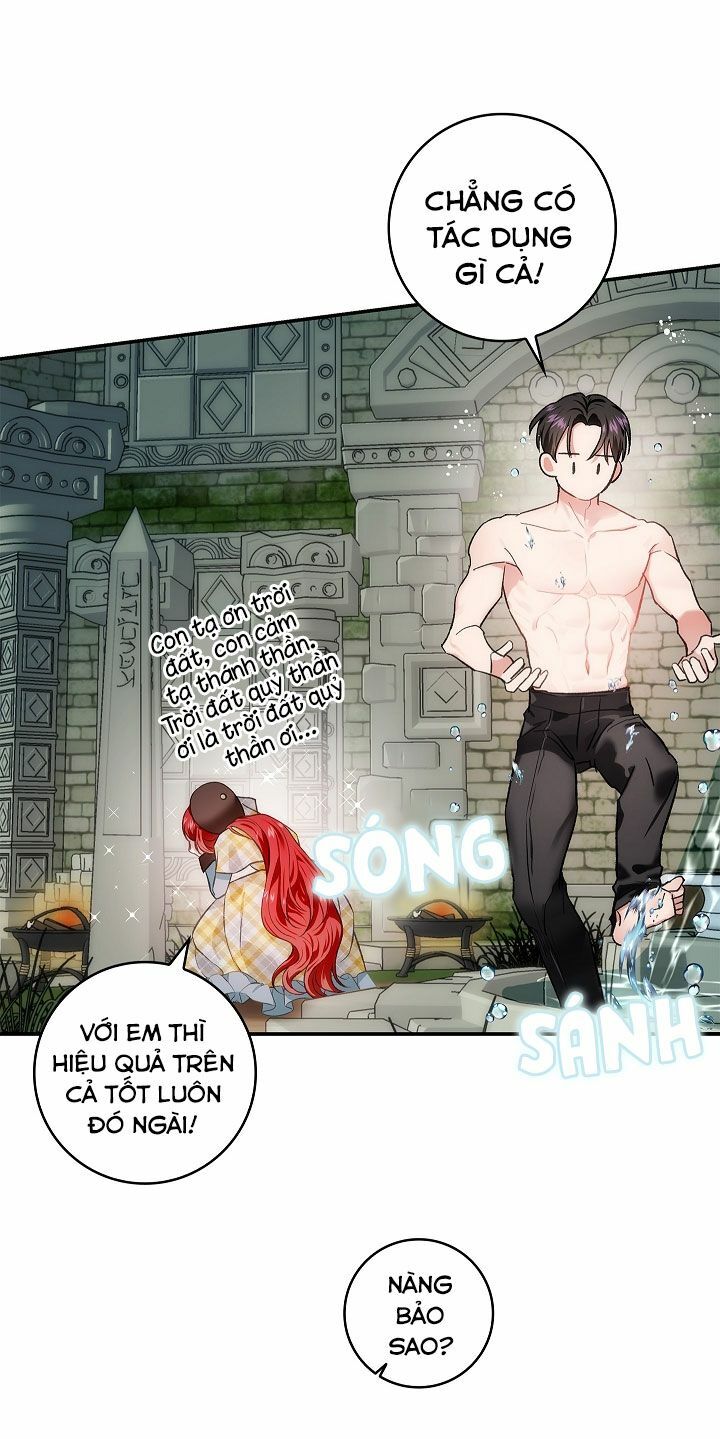 CHẲNG CÓ
TÁC DỤNG
GÌ CẢ!
Con tạ ơn trời
đất, con cảm
tạ thánh thần.
Trời đất quỷ thần
ơi là trời đất quỷ
thần ơi...
SÓNG
SÁNH
VỚI EM THÌ
HIỆU QUẢ TRÊN
CẢ TỐT LUÔN
ĐÓ NGÀI!
NÀNG
BẢO
SAO?